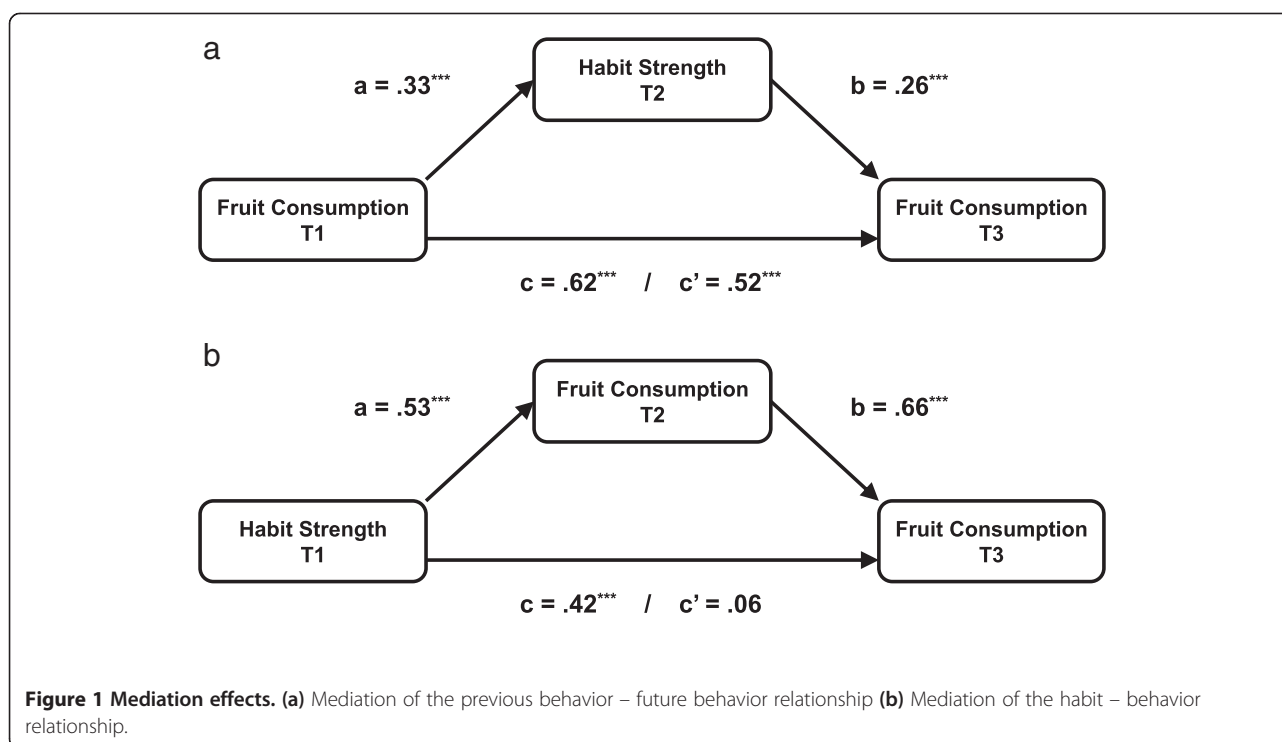 a
Habit Strength
T2
a = .33***
b = .26***
Fruit Consumption
T1
Fruit Consumption
T3
c = .62*** / c’ = .52***
b
Fruit Consumption
T2
a = .53***
b = .66***
Habit Strength
T1
Fruit Consumption
T3
c = .42*** / c’ = .06
Figure 1 Mediation effects. (a) Mediation of the previous behavior – future behavior relationship (b) Mediation of the habit – behavior
relationship.